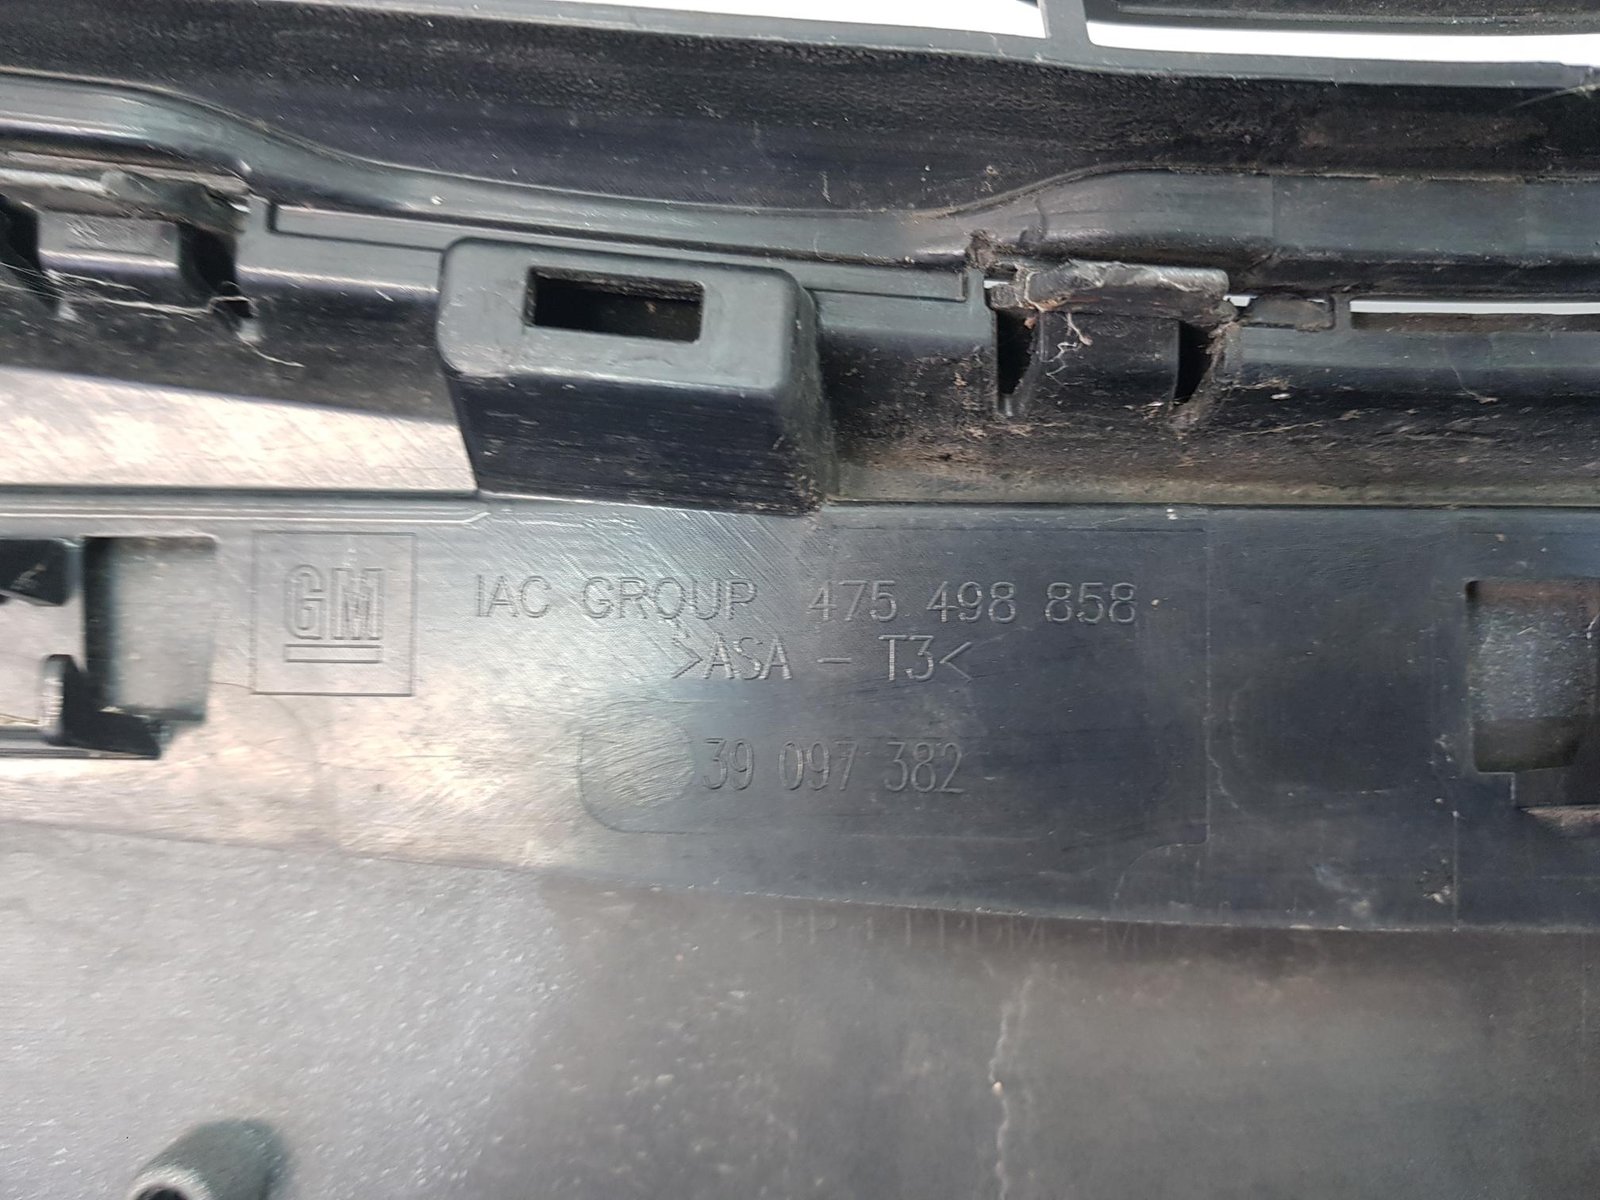 GM IAC GROUP 475 498 858
>ASA - T3<
39 097 382